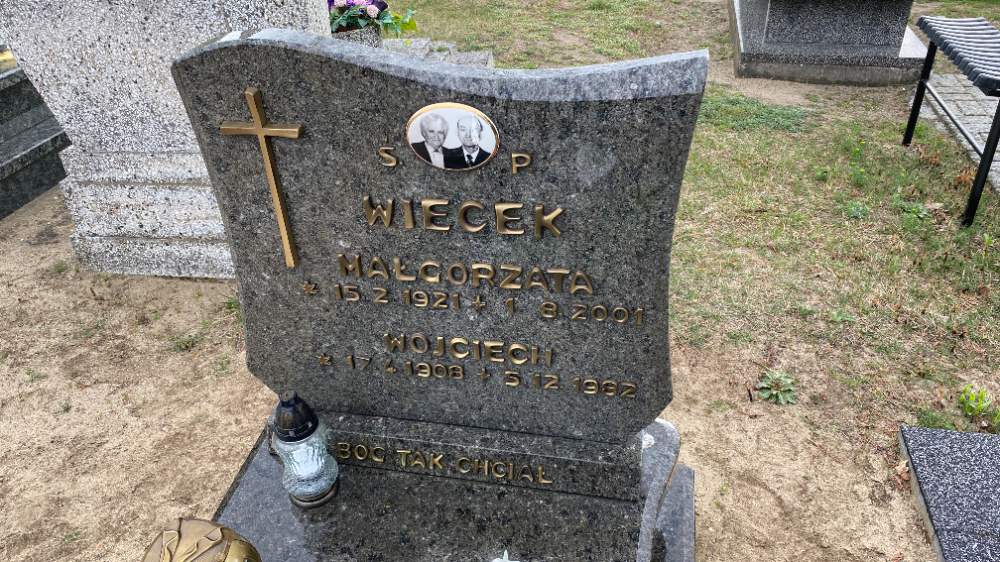 S P
WIECEK
MAŁGORZATA
* 15.2.1921 + 1.8.2001
WOJCIECH
* 17.4.1908 + 5.12.1982
BÓG TAK CHCIAŁ